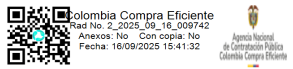 Colombia Compra Eficiente
Rad No. 2_2025_09_16_009742
Anexos: No Con copia: No
Fecha: 16/09/2025 15:41:32
Agencia Nacional
de Contratación Pública
Colombia Compra Eficiente